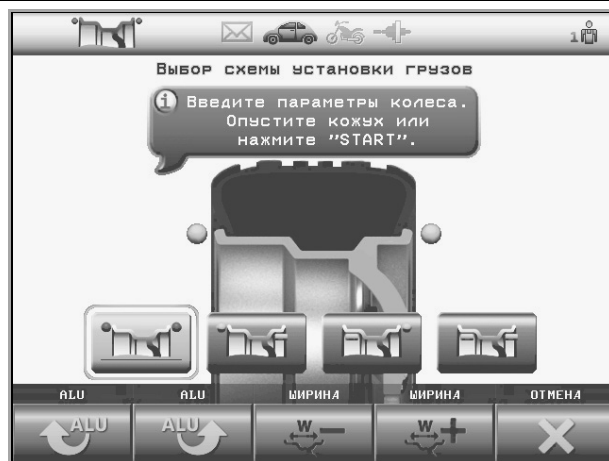 1
Выбор схемы установки грузов
i Введите параметры колеса.
Опустите кожух или
нажмите "START".
ALU ALU ШИРИНА ШИРИНА ОТМЕНА
ALU ALU W W